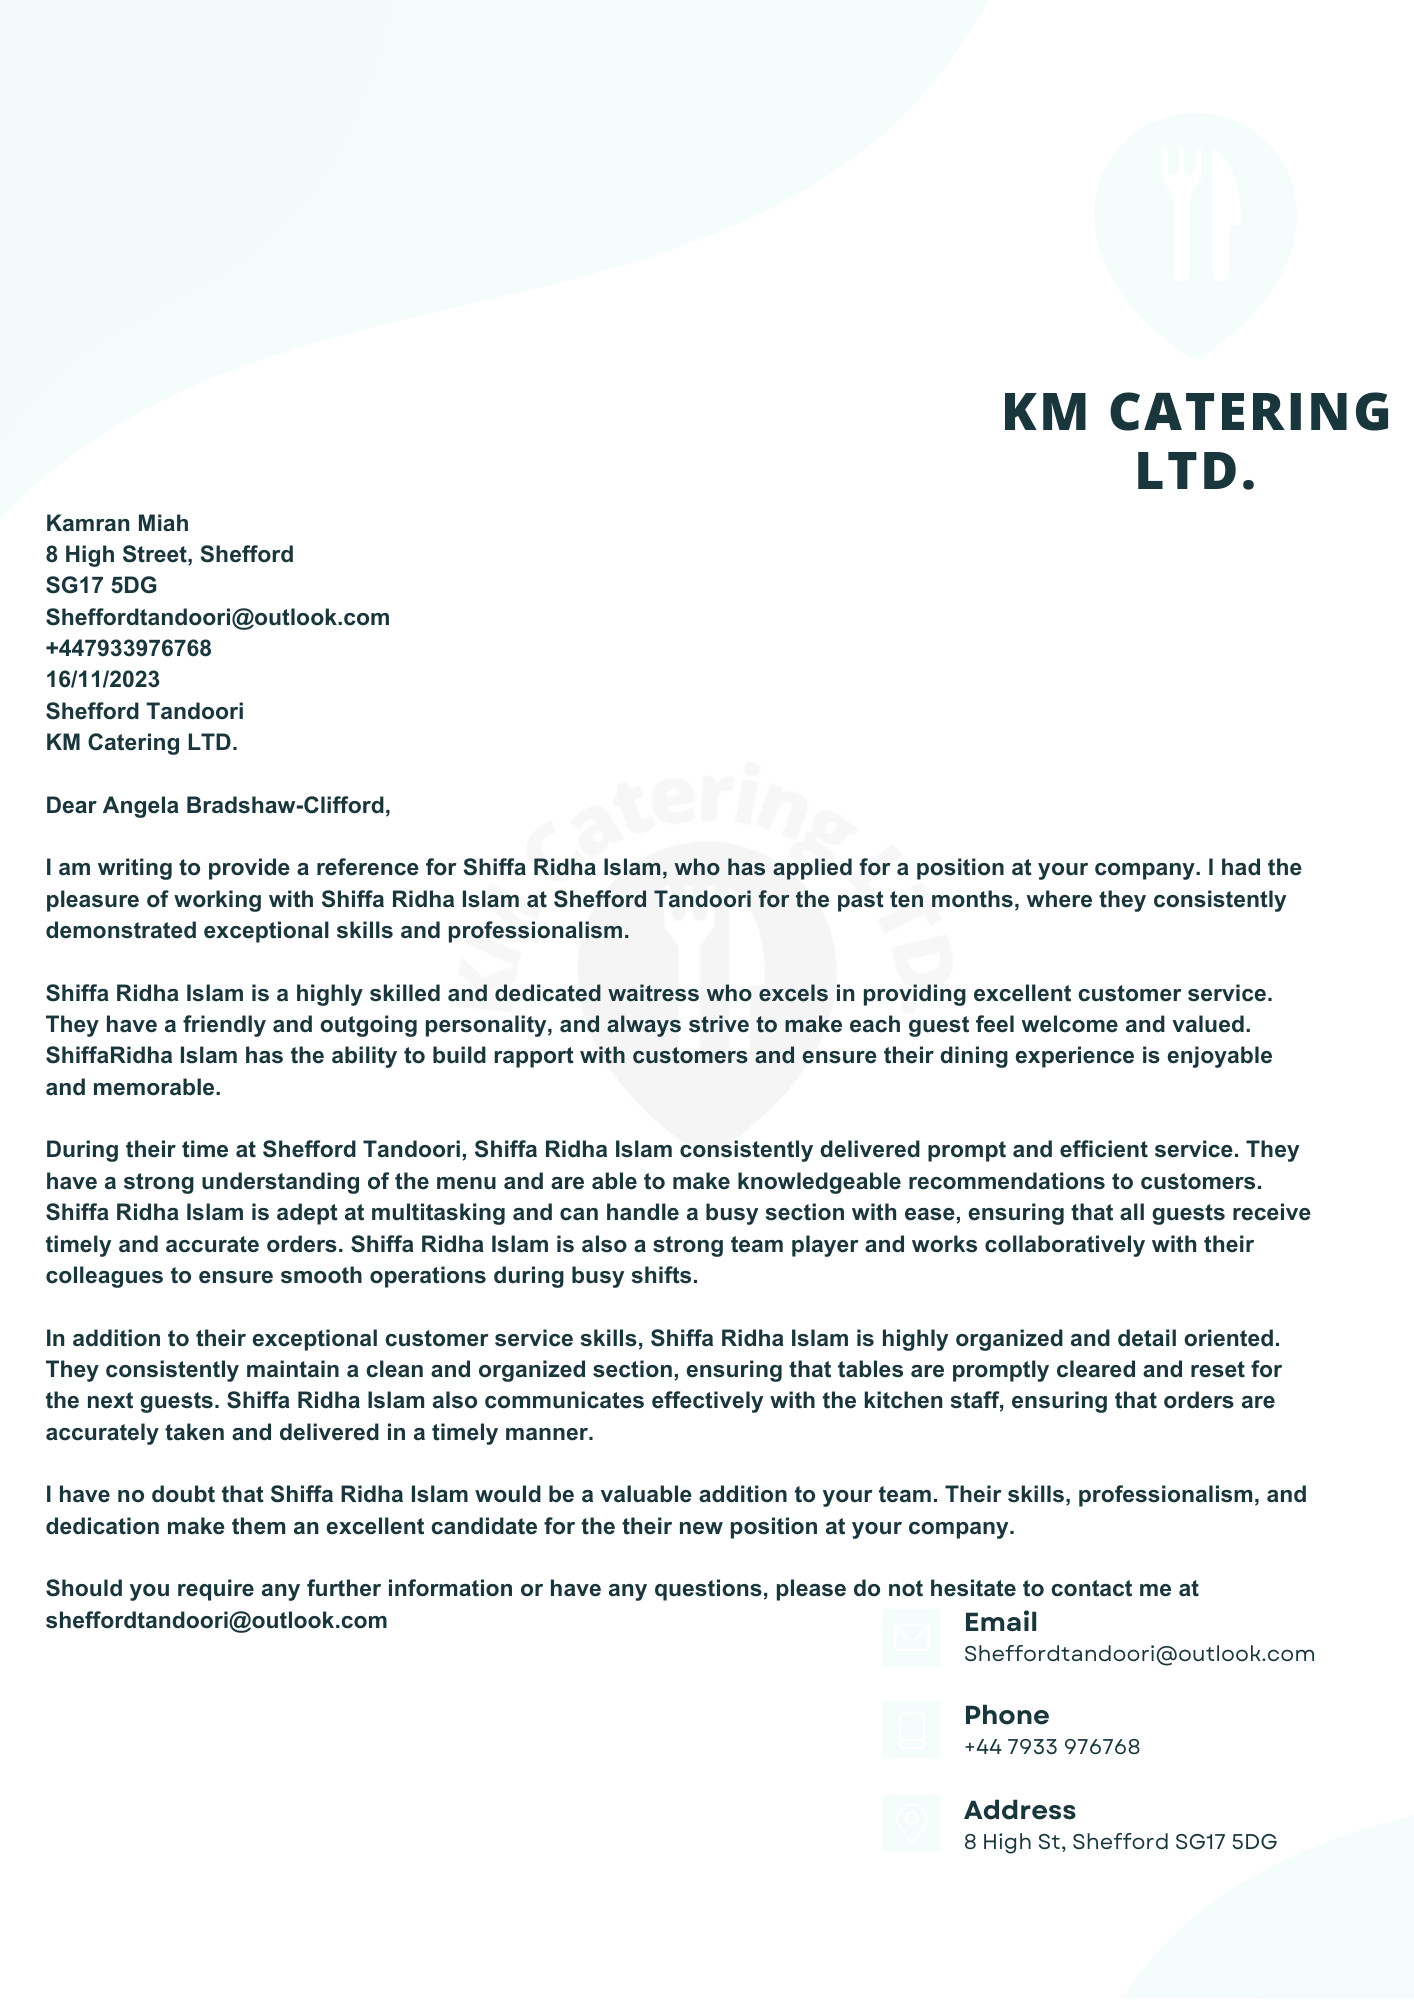 KM CATERING
LTD.
Kamran Miah
8 High Street, Shefford
SG17 5DG
Sheffordtandoori@outlook.com
+447933976768
16/11/2023
Shefford Tandoori
KM Catering LTD.
KM Catering LTD
Dear Angela Bradshaw-Clifford,
I am writing to provide a reference for Shiffa Ridha Islam, who has applied for a position at your company. I had the
pleasure of working with Shiffa Ridha Islam at Shefford Tandoori for the past ten months, where they consistently
demonstrated exceptional skills and professionalism.
Shiffa Ridha Islam is a highly skilled and dedicated waitress who excels in providing excellent customer service.
They have a friendly and outgoing personality, and always strive to make each guest feel welcome and valued.
ShiffaRidha Islam has the ability to build rapport with customers and ensure their dining experience is enjoyable
and memorable.
During their time at Shefford Tandoori, Shiffa Ridha Islam consistently delivered prompt and efficient service. They
have a strong understanding of the menu and are able to make knowledgeable recommendations to customers.
Shiffa Ridha Islam is adept at multitasking and can handle a busy section with ease, ensuring that all guests receive
timely and accurate orders. Shiffa Ridha Islam is also a strong team player and works collaboratively with their
colleagues to ensure smooth operations during busy shifts.
In addition to their exceptional customer service skills, Shiffa Ridha Islam is highly organized and detail oriented.
They consistently maintain a clean and organized section, ensuring that tables are promptly cleared and reset for
the next guests. Shiffa Ridha Islam also communicates effectively with the kitchen staff, ensuring that orders are
accurately taken and delivered in a timely manner.
I have no doubt that Shiffa Ridha Islam would be a valuable addition to your team. Their skills, professionalism, and
dedication make them an excellent candidate for the their new position at your company.
Should you require any further information or have any questions, please do not hesitate to contact me at
sheffordtandoori@outlook.com
Email
Sheffordtandoori@outlook.com
Phone
+44 7933 976768
Address
8 High St, Shefford SG17 5DG